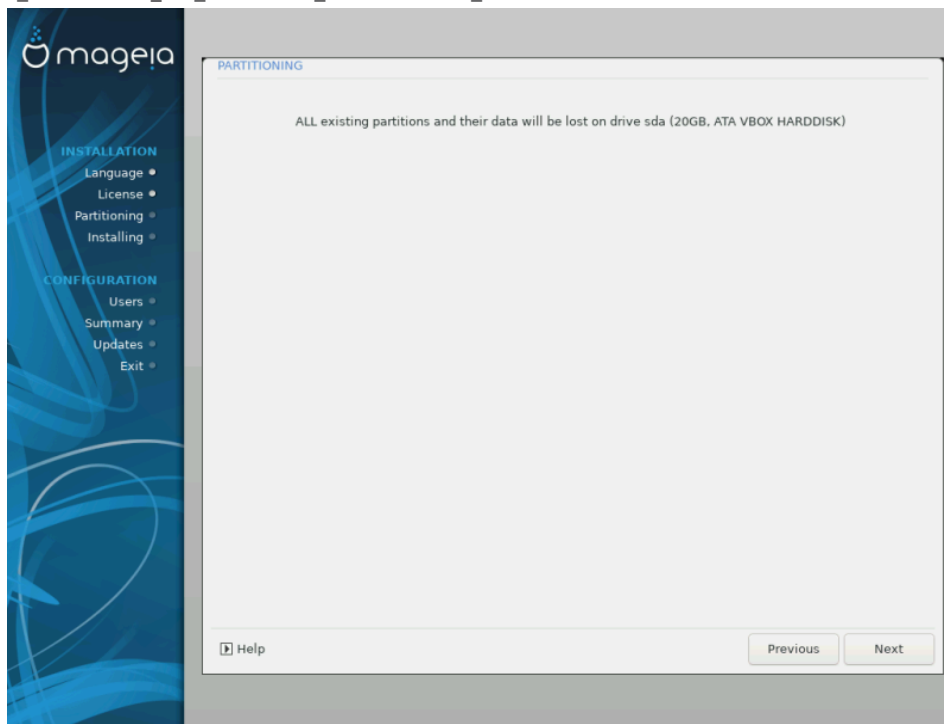 mageia
INSTALLATION
Language
License
Partitioning
Installing
CONFIGURATION
Users
Summary
Updates
Exit
PARTITIONING
ALL existing partitions and their data will be lost on drive sda (20GB, ATA VBOX HARDDISK)
Help
Previous
Next